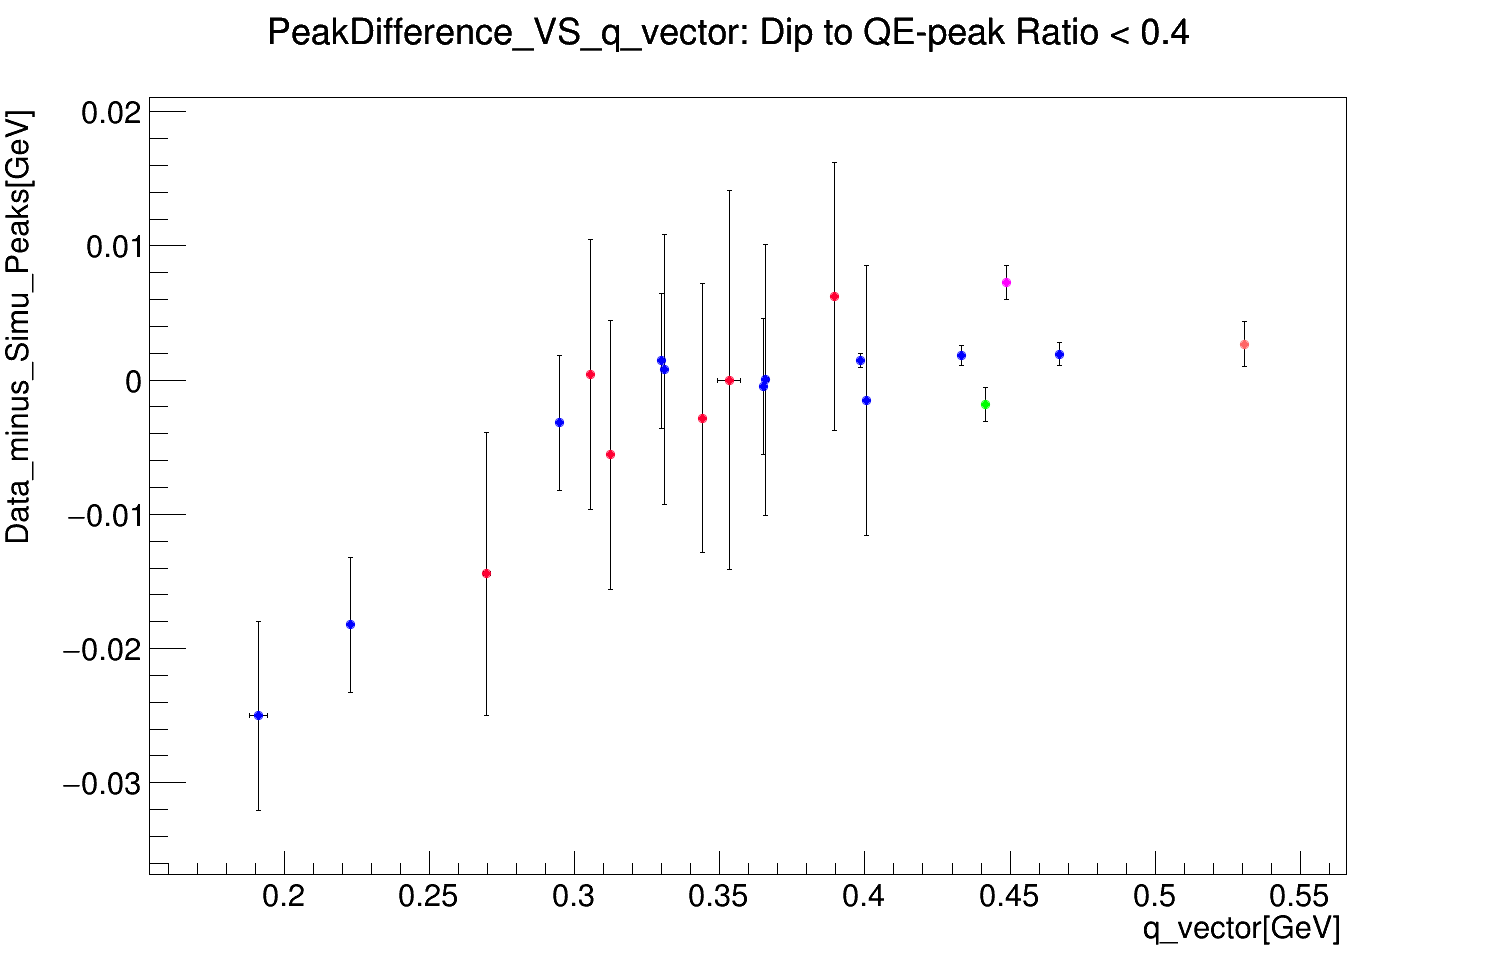 PeakDifference_VS_q_vector: Dip to QE-peak Ratio < 0.4
Data_minus_Simu_Peaks[GeV]
0.02
0.01
0
−0.01
−0.02
−0.03
0.2 0.25 0.3 0.35 0.4 0.45 0.5 0.55
q_vector[GeV]